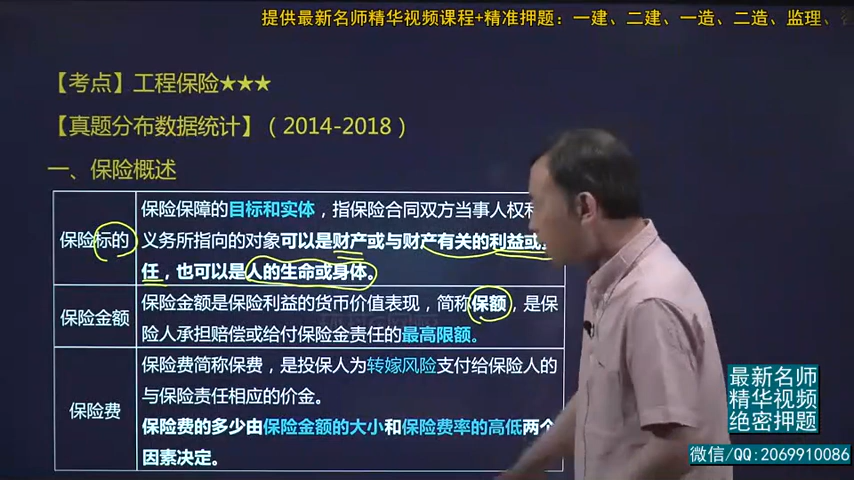 提供最新名师精华视频课程+精准押题：一建、二建、一造、二造、监理、
【考点】工程保险★★★
【真题分布数据统计】（2014-2018）
一、保险概述
保险标的
保险保障的目标和实体，指保险合同双方当事人权
义务所指向的对象可以是财产或与财产有关的利益或
任，也可以是人的生命或身体。
保险金额
保险金额是保险利益的货币价值表现，简称保额，是保
险人承担赔偿或给付保险金责任的最高限额。
保险费
保险费简称保费，是投保人为转嫁风险支付给保险人的
与保险责任相应的价金。
保险费的多少由保险金额的大小和保险费率的高低两个
因素决定。
最新名师
精华视频
绝密押题
微信/QQ:2069910086